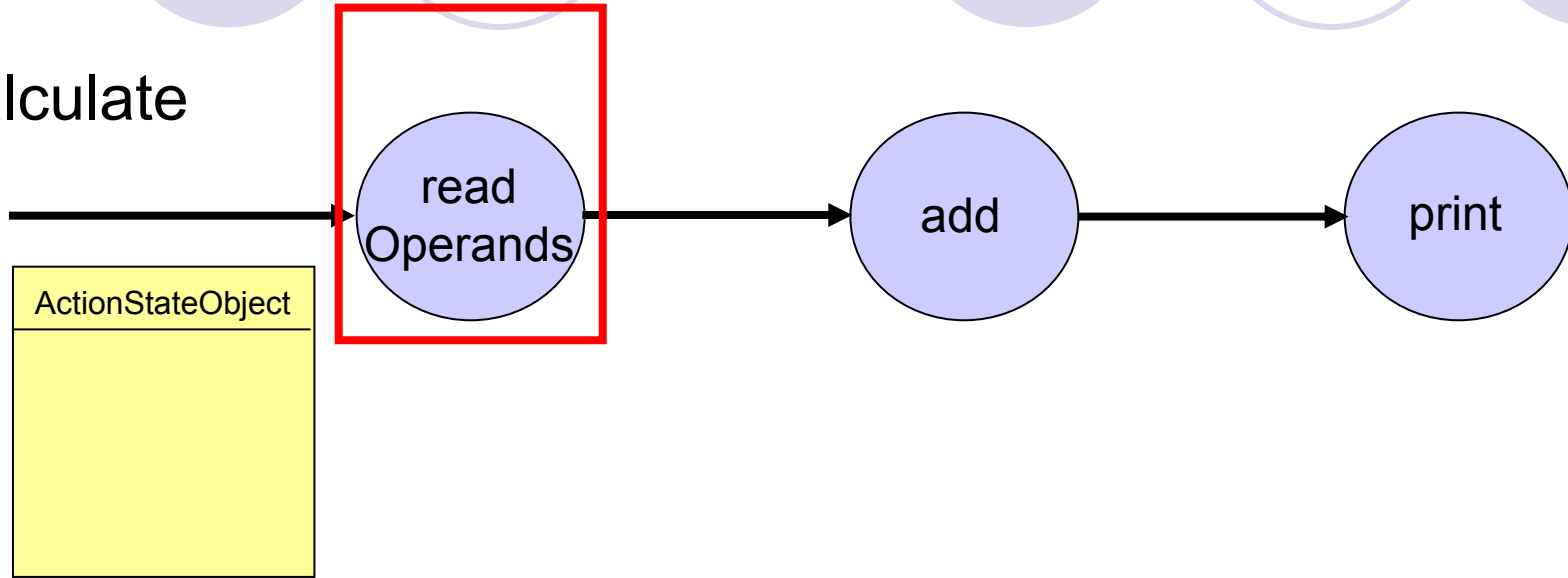 lculate
read
Operands
add
print
ActionStateObject